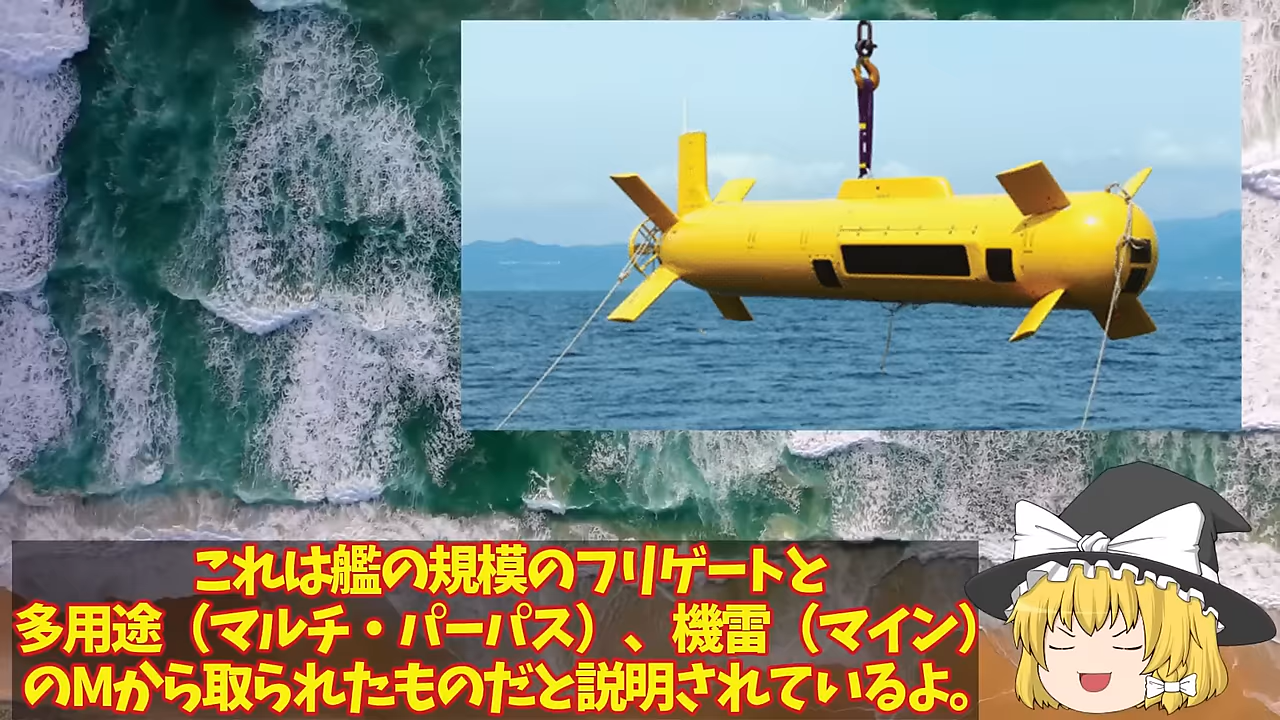 これは艦の規模のフリゲートと
多用途（マルチ・パーパス）、機雷（マイン）
のMから取られたものだと説明されているよ。